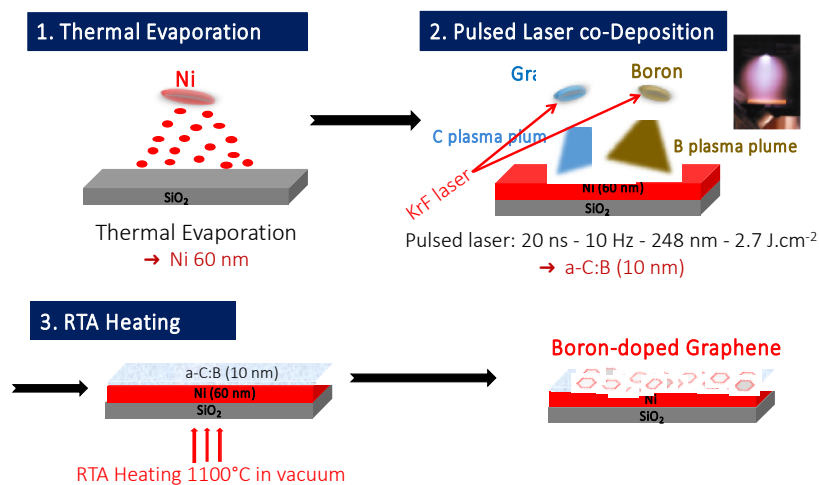 1. Thermal Evaporation
Ni
SiO2
Thermal Evaporation
➜ Ni 60 nm
2. Pulsed Laser co-Deposition
Gra
Boron
C plasma plum
B plasma plume
KrF laser
Ni (60 nm)
SiO2
Pulsed laser: 20 ns - 10 Hz - 248 nm - 2.7 J.cm-2
➜ a-C:B (10 nm)
3. RTA Heating
a-C:B (10 nm)
Ni (60 nm)
SiO2
RTA Heating 1100°C in vacuum
Boron-doped Graphene
Ni
SiO2